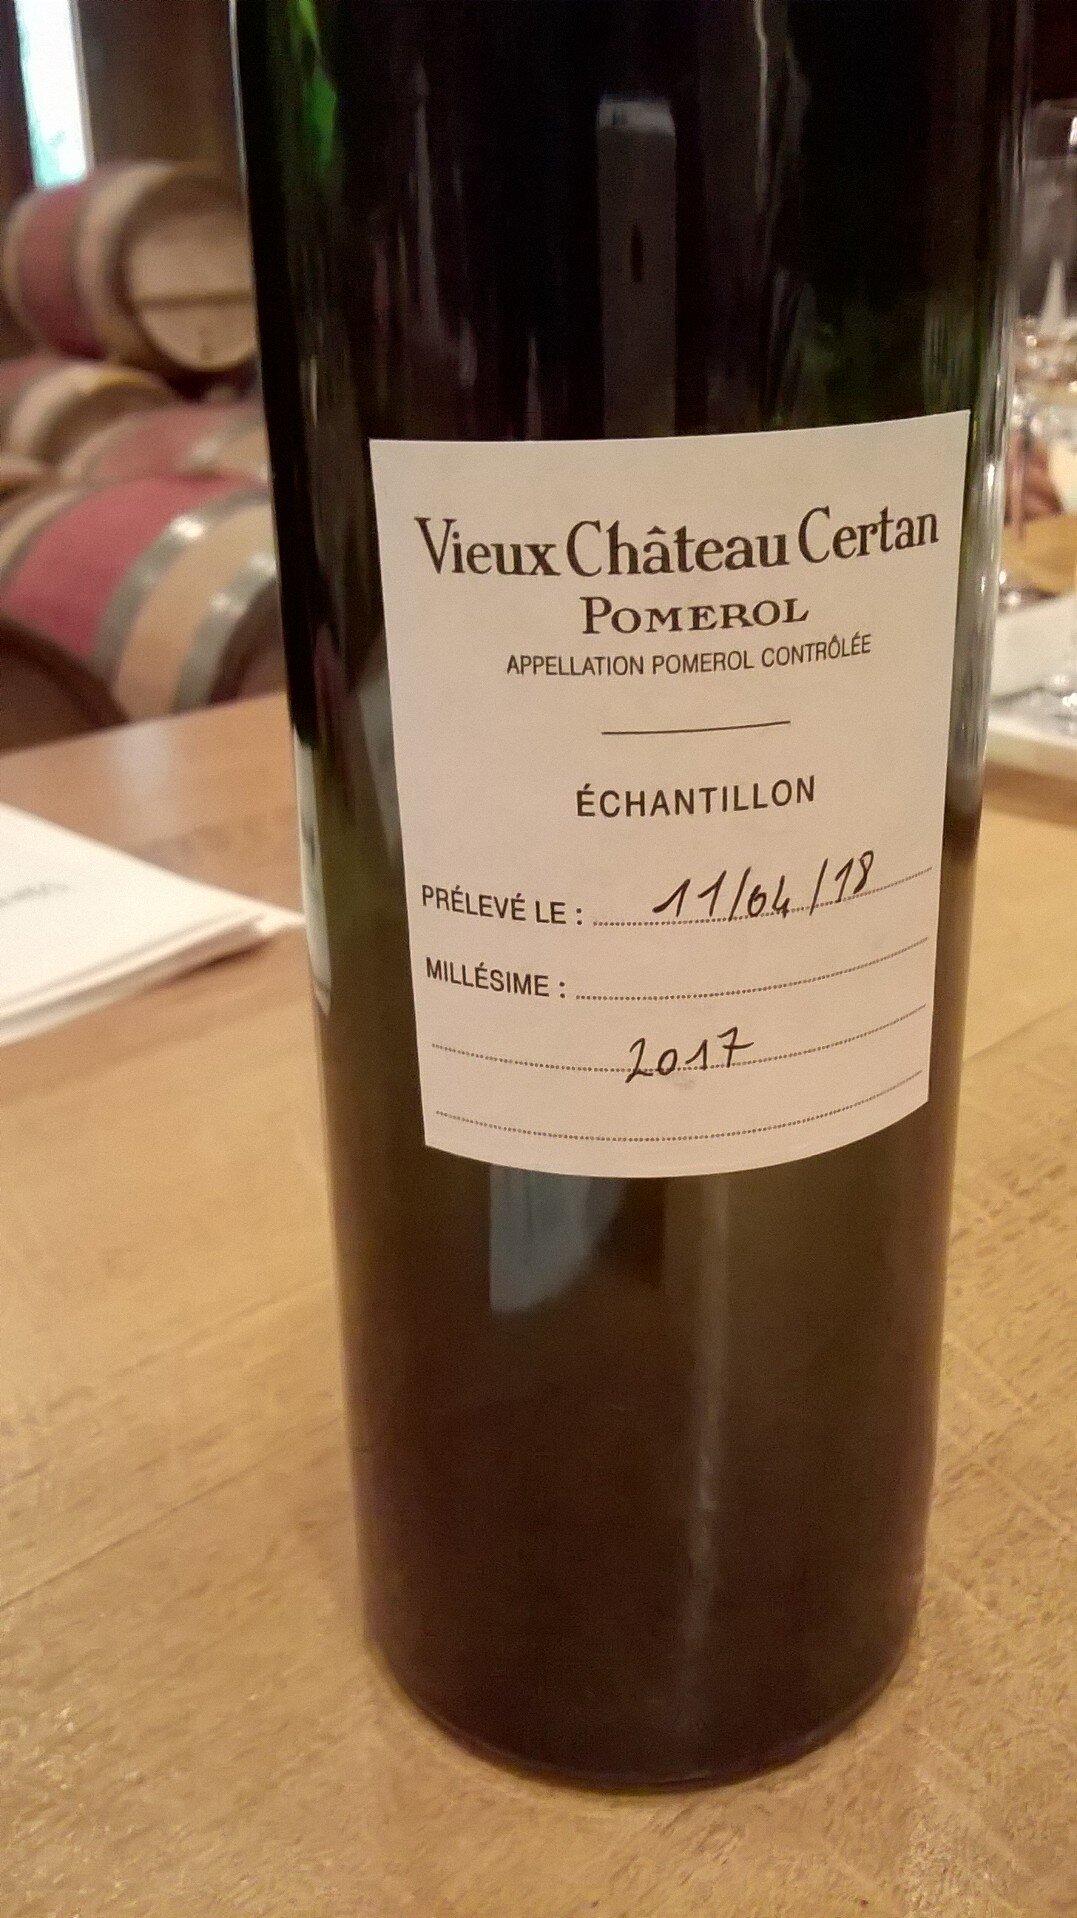 Vieux Château Certan
POMEROL
APPELLATION POMEROL CONTRÔLÉE
ÉCHANTILLON
PRÉLEVÉ LE : 11/04/18
MILLÉSIME :
2017